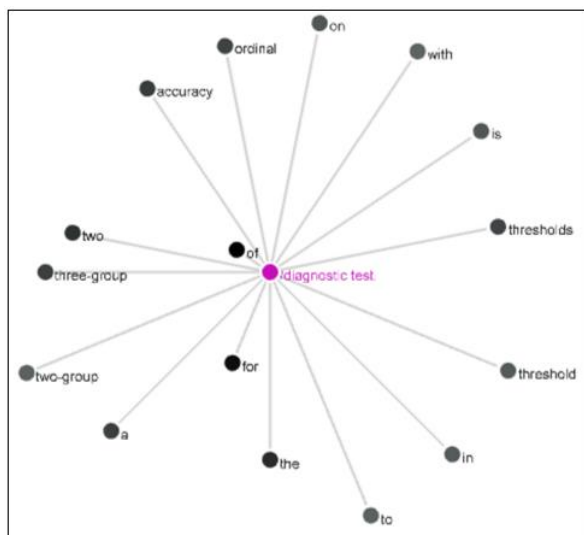 on
ordinal
with
accuracy
is
thresholds
two
of
three-group
/diagnostic test
for
threshold
two-group
a
the
in
to